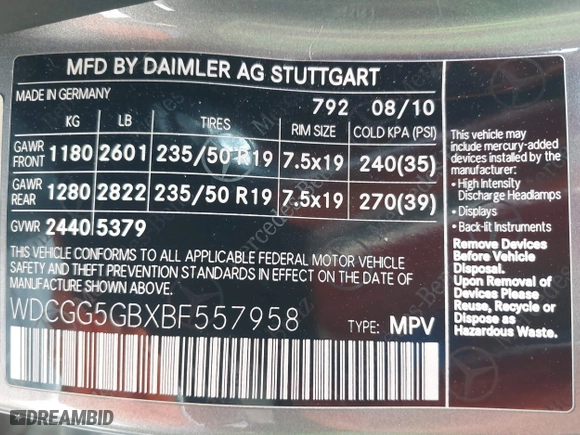 MFD BY DAIMLER AG STUTTGART
MADE IN GERMANY
792 08/10
KG LB TIRES RIM SIZE COLD KPA (PSI)
GAWR FRONT 1180 2601 235/50 R19 7.5x19 240(35)
GAWR REAR 1280 2822 235/50 R19 7.5x19 270(39)
GVWR 2440 5379
THIS VEHICLE CONFORMS TO ALL APPLICABLE FEDERAL MOTOR VEHICLE
SAFETY AND THEFT PREVENTION STANDARDS IN EFFECT ON THE DATE OF
MANUFACTURE SHOWN ABOVE.
WDCGG5GBXBF557958
TYPE: MPV
This vehicle may
include mercury-added
devices installed by the
manufacturer:
• High Intensity
Discharge Headlamps
• Displays
• Back-lit Instruments
Remove Devices
Before Vehicle
Disposal.
Upon Removal of
Devices Please
Reuse, Recycle or
Dispose as
Hazardous Waste.
DREAMBID